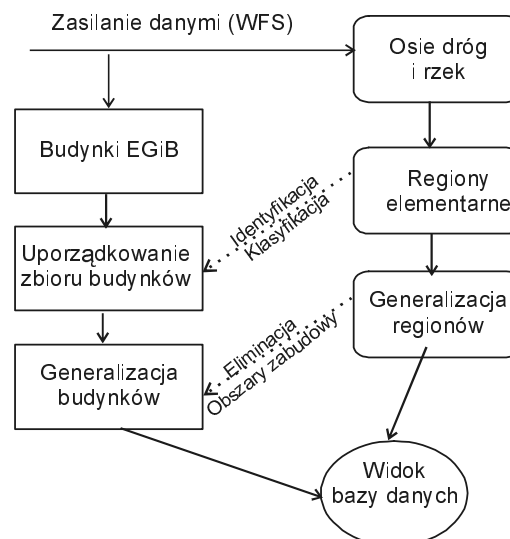 Zasilanie danymi (WFS)
Osie dróg
i rzek
Budynki EGiB
Regiony
elementarne
Identyfikacja
Klasyfikacja
Uporządkowanie
zbioru budynków
Generalizacja
regionów
Eliminacja
Obszary zabudowy
Generalizacja
budynków
Widok
bazy danych